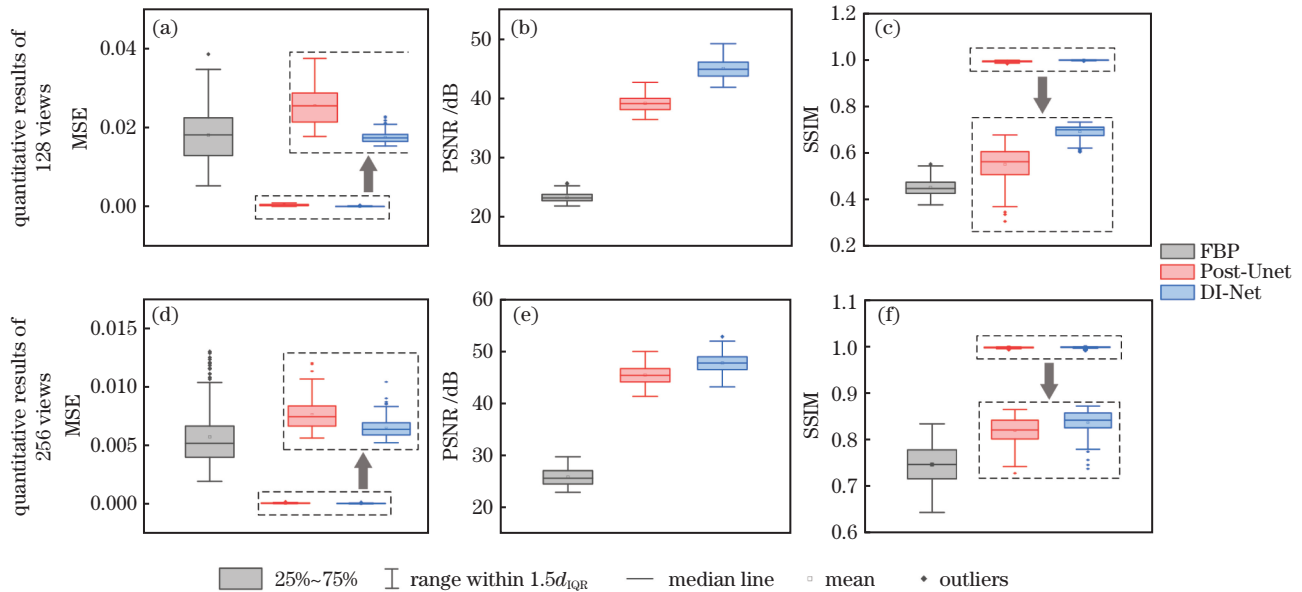 quantitative results of
128 views
MSE
(a)
0.04
0.02
0.00
PSNR /dB
(b)
50
40
30
20
SSIM
(c)
1.2
1.0
0.8
0.6
0.4
0.2
FBP
Post-Unet
DI-Net
quantitative results of
256 views
MSE
(d)
0.015
0.010
0.005
0.000
PSNR /dB
(e)
60
50
40
30
20
SSIM
(f)
1.1
1.0
0.9
0.8
0.7
0.6
25%~75%
range within 1.5d_IQR
median line
mean
outliers